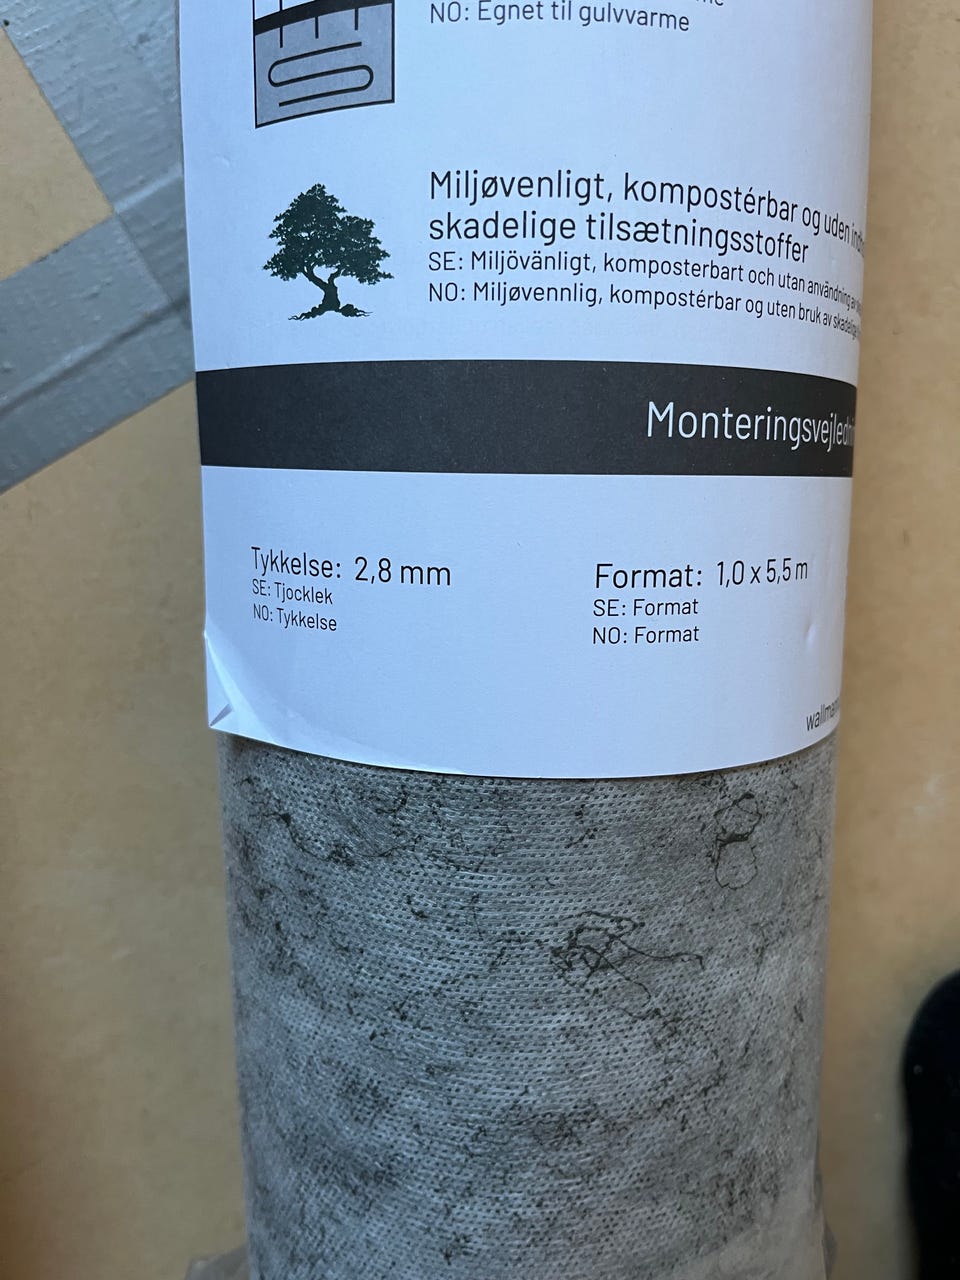 NO: Egnet til gulvvarme
Miljøvenligt, kompostérbar og uden
skadelige tilsætningsstoffer
SE: Miljövänligt, komposterbart och utan användning
NO: Miljøvennlig, kompostérbar og uten bruk av
Tykkelse: 2,8 mm
SE: Tjocklek
NO: Tykkelse
Format: 1,0 x 5,5 m
SE: Format
NO: Format